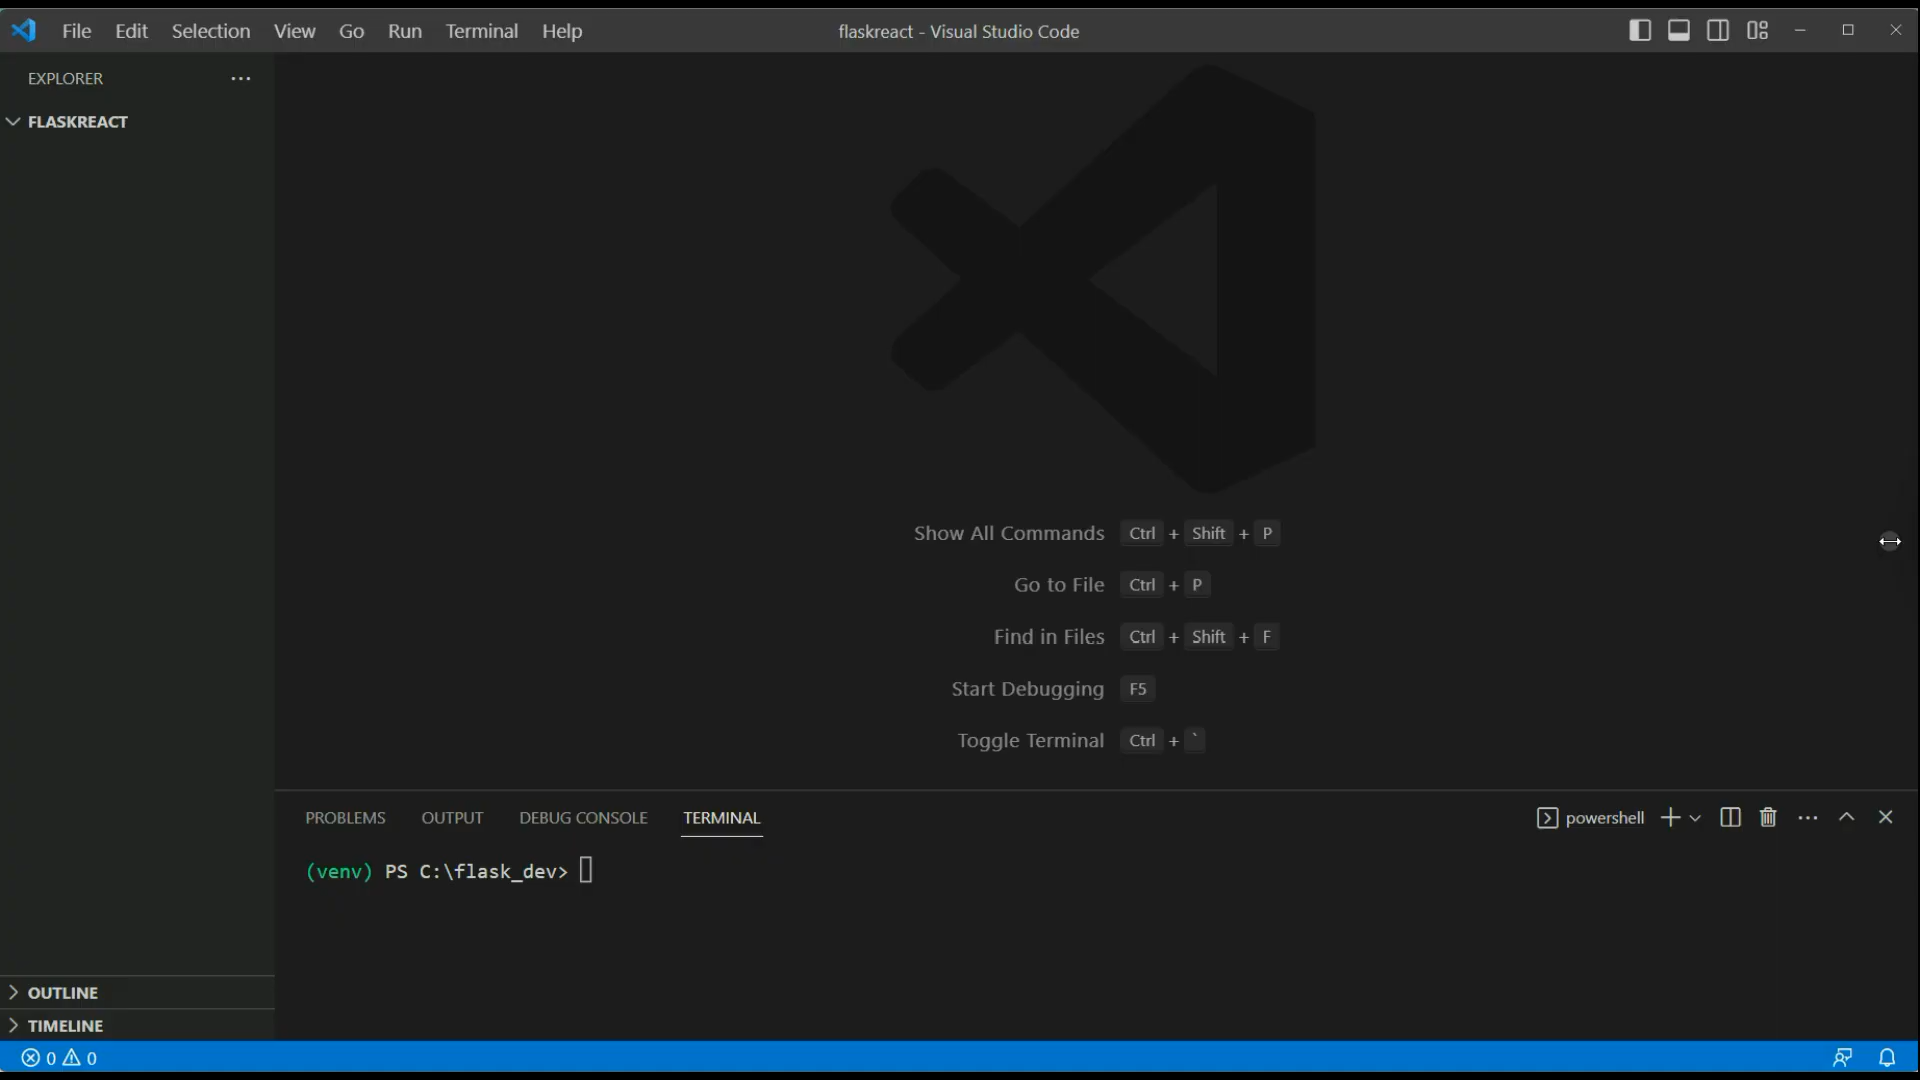 File Edit Selection View Go Run Terminal Help
flaskreact - Visual Studio Code
EXPLORER
FLASKREACT
Show All Commands Ctrl + Shift + P
Go to File Ctrl + P
Find in Files Ctrl + Shift + F
Start Debugging F5
Toggle Terminal Ctrl + `
PROBLEMS OUTPUT DEBUG CONSOLE TERMINAL
powershell
(venv) PS C:\flask_dev>
OUTLINE
TIMELINE
0 0